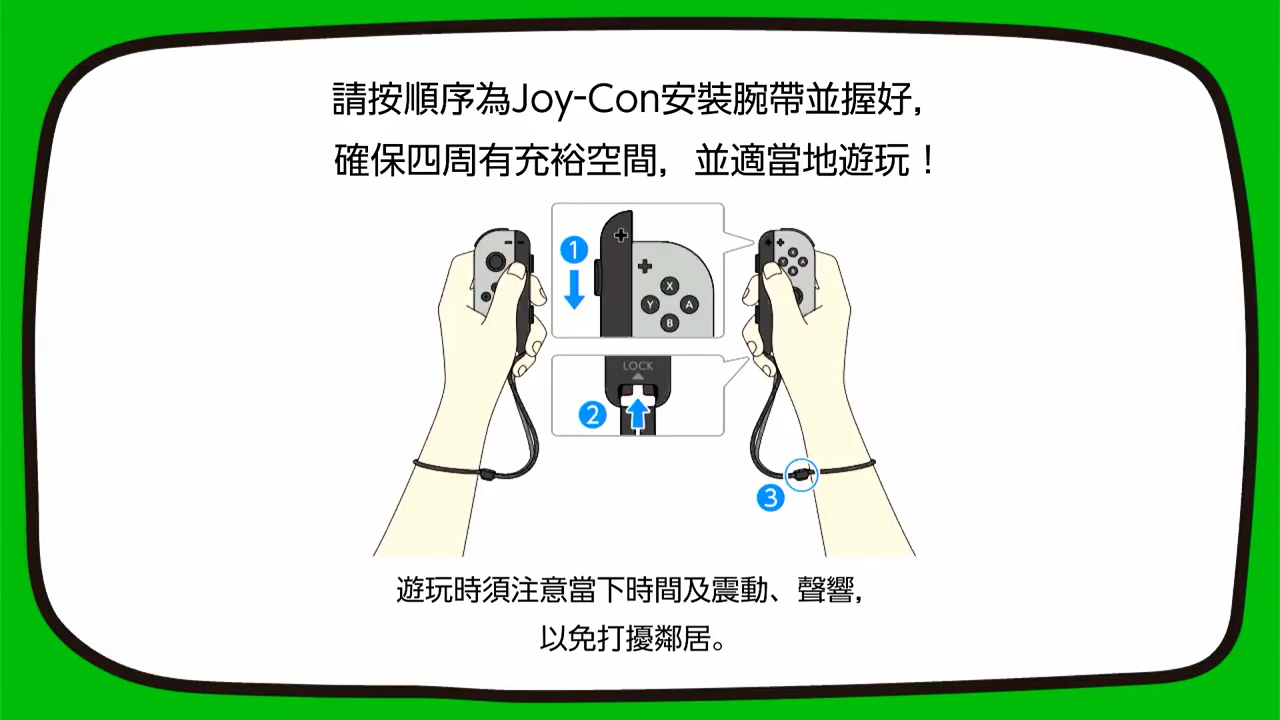 請按順序為Joy-Con安裝腕帶並握好，
確保四周有充裕空間，並適當地遊玩！
1
X
Y
A
B
LOCK
2
3
遊玩時須注意當下時間及震動、聲響，
以免打擾鄰居。